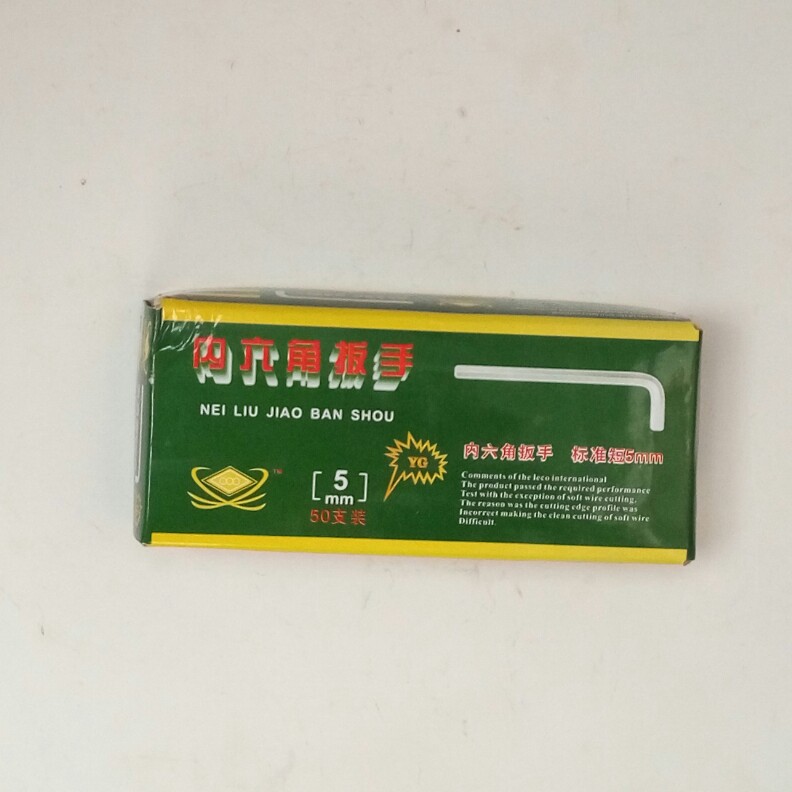 内六角扳手
NEI LIU JIAO BAN SHOU
YG
5
mm
50支装
TM
内六角扳手 标准短5mm
Comments of the leco international
The product passed the required performance
Test with the exception of soft wire cutting.
The reason was the cutting edge profile was
Incorrect making the clean cutting of soft wire
Difficult.